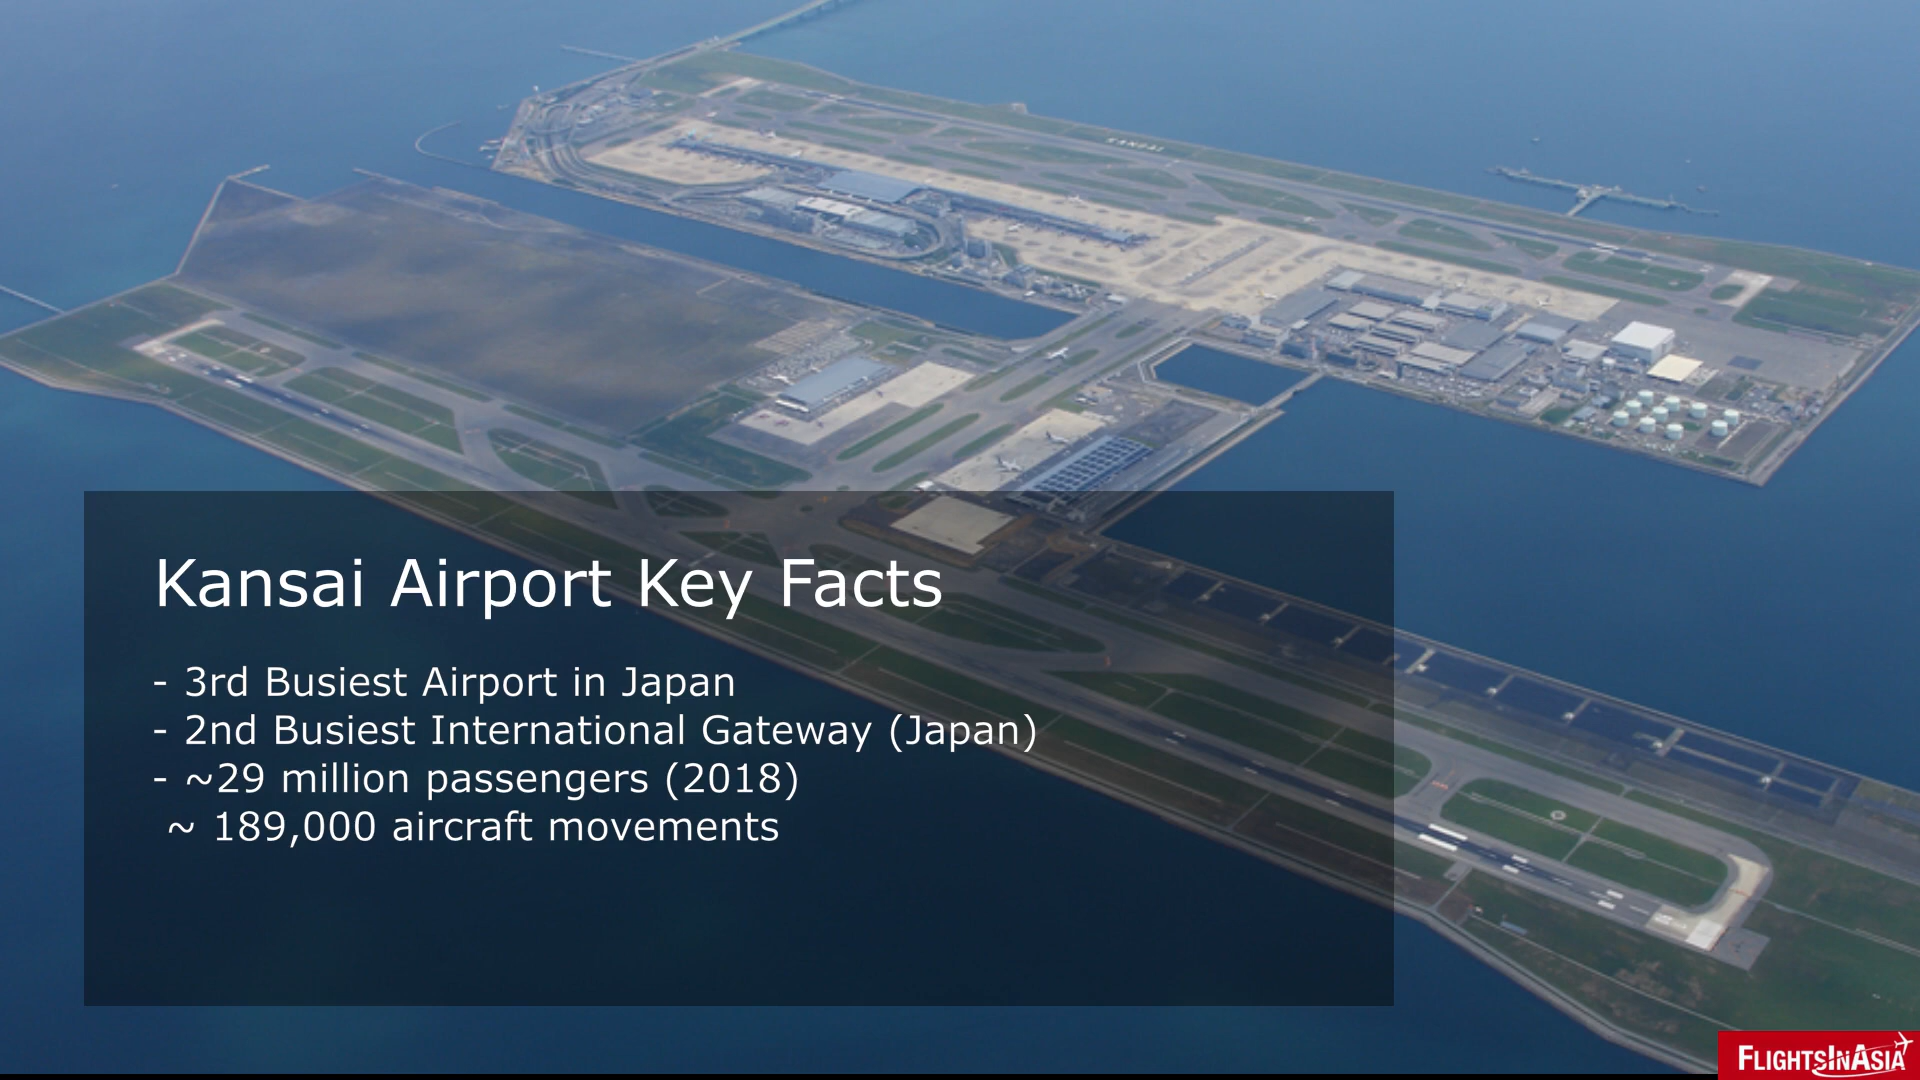 KANSAI
Kansai Airport Key Facts
- 3rd Busiest Airport in Japan
- 2nd Busiest International Gateway (Japan)
- ~29 million passengers (2018)
~ 189,000 aircraft movements
FLIGHTSINASIA